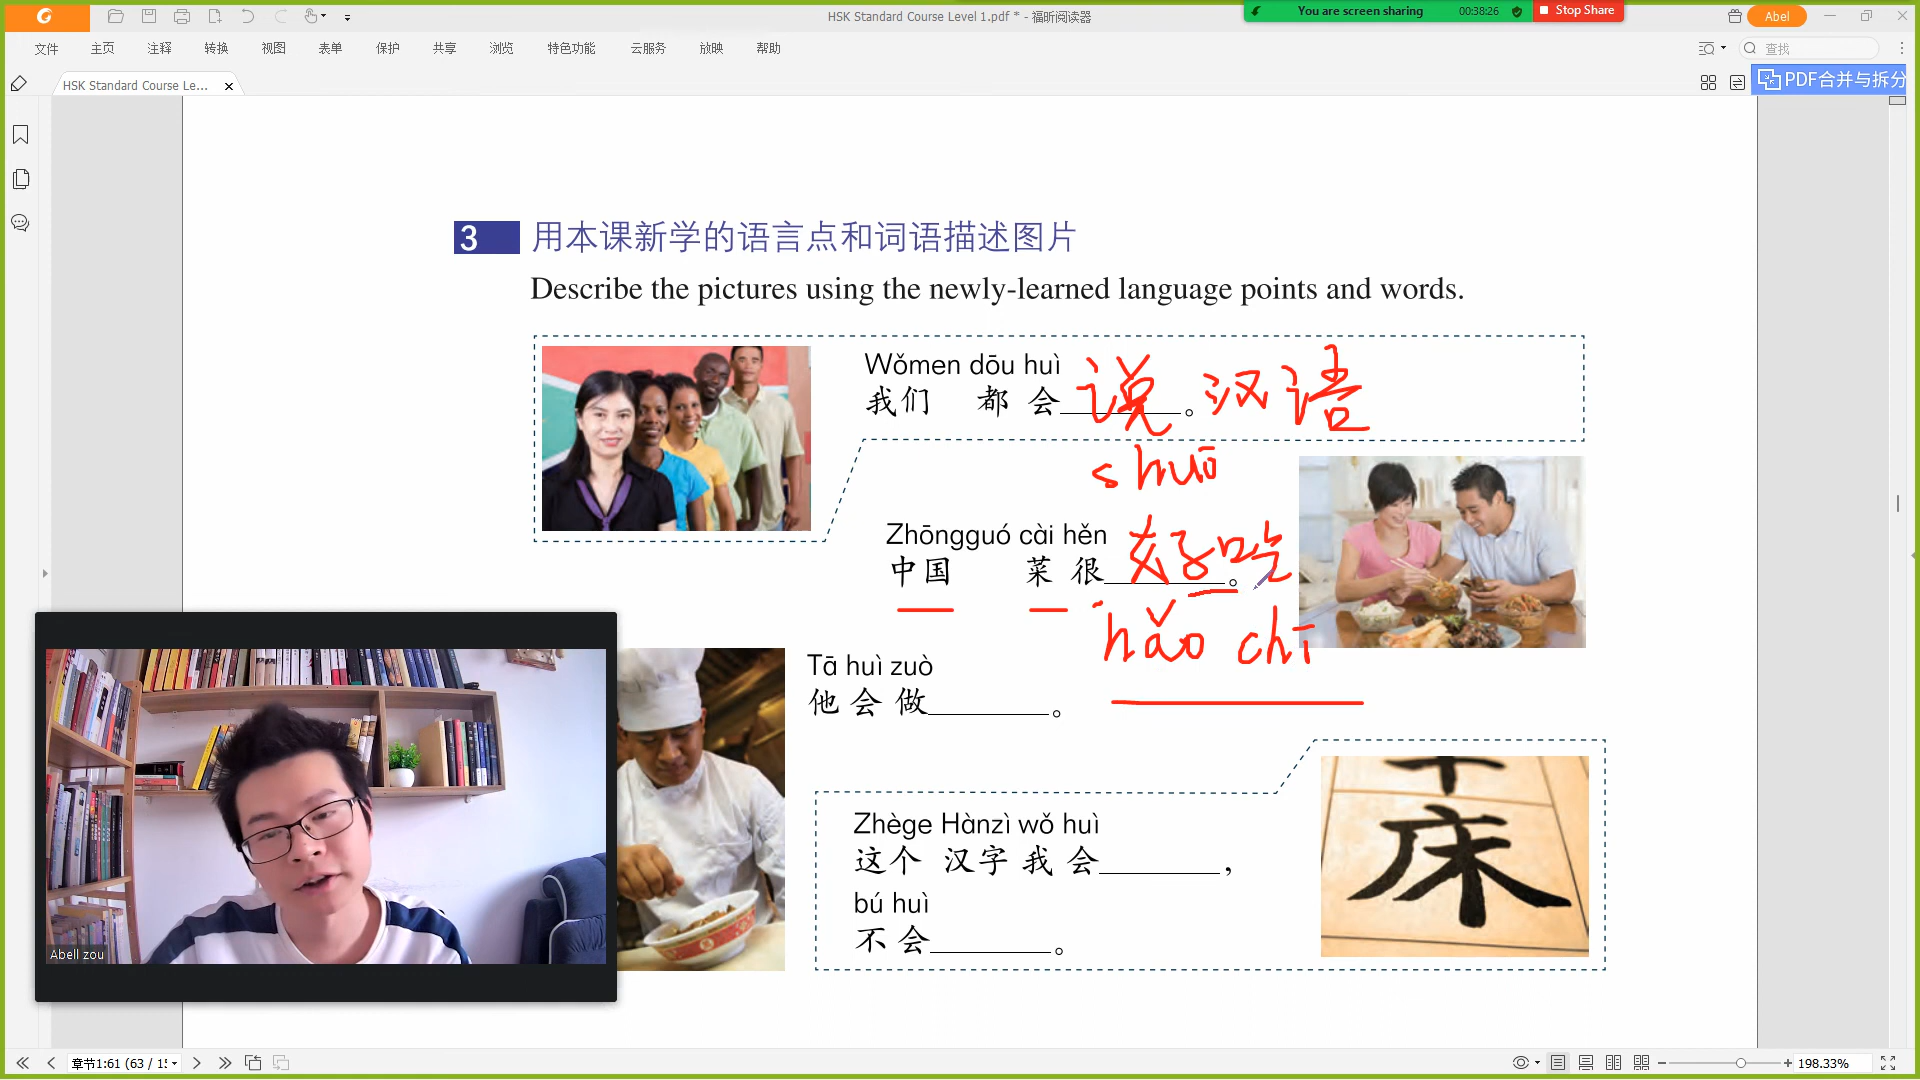 HSK Standard Course Level 1.pdf * - 福昕阅读器
You are screen sharing
00:38:26
Stop Share
Abel
文件 主页 注释 转换 视图 表单 保护 共享 浏览 特色功能 云服务 放映 帮助
查找
HSK Standard Course Le...
PDF合并与拆分
3 用本课新学的语言点和词语描述图片
Describe the pictures using the newly-learned language points and words.
Wǒmen dōu huì
我们 都 会 说 。汉语
shuō
Zhōngguó cài hěn
中国 菜 很 好吃 。
hǎo chī
Tā huì zuò
他 会 做 。
Zhège Hànzì wǒ huì
这个 汉字 我 会 ，
bú huì
不 会 。
床
Abell zou
章节1:61 (63 / 1
198.33%